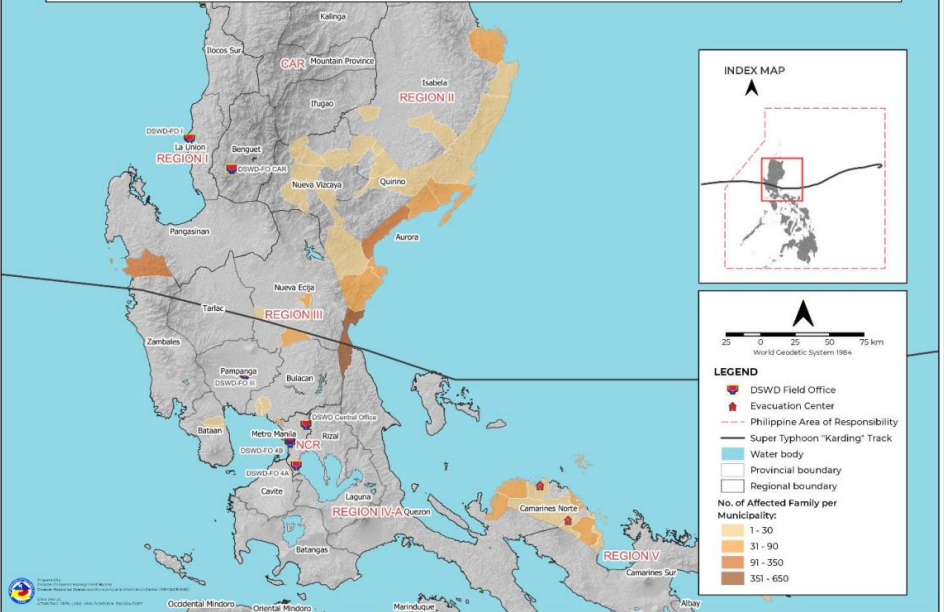 Kalinga
Ilocos Sur
CAR
Mountain Province
Isabela
REGION II
Ifugao
DSWD-FO I
La Union
REGION I
Benguet
DSWD-FO CAR
Nueva Vizcaya
Quirino
Pangasinan
Aurora
Nueva Ecija
Tarlac
REGION III
Zambales
Pampanga
DSWD-FO III
Bulacan
Bataan
DSWD Central Office
Metro Manila
Rizal
NCR
DSWD-FO 4B
DSWD-FO 4A
Cavite
Laguna
REGION IV-A
Quezon
Camarines Norte
Batangas
REGION V
Camarines Sur
Occidental Mindoro
Oriental Mindoro
Marinduque
Albay
INDEX MAP
25 0 25 50 75 km
World Geodetic System 1984
LEGEND
DSWD Field Office
Evacuation Center
Philippine Area of Responsibility
Super Typhoon "Karding" Track
Water body
Provincial boundary
Regional boundary
No. of Affected Family per
Municipality:
1 - 30
31 - 90
91 - 350
351 - 650